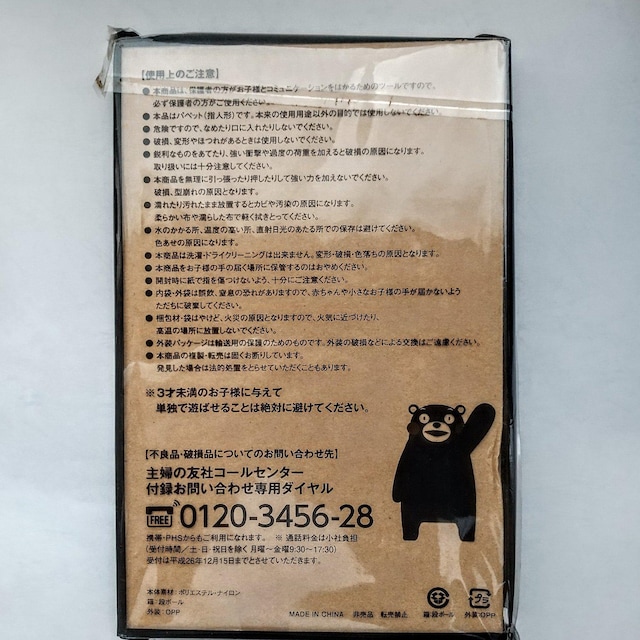 【使用上のご注意】
●本商品は、保護者の方がお子様とコミュニケーションをはかるためのツールですので、
必ず保護者の方がご使用ください。
●本品はパペット(指人形)です。本来の使用用途以外の目的では使用しないでください。
●危険ですので、なめたり口に入れたりしないでください。
●破損、変形やほつれがあるときは使用しないでください。
●鋭利なものをあてたり、強い衝撃や過度の荷重を加えると破損の原因になります。
取り扱いには十分注意してください。
●本商品を無理に引っ張ったり押したりして強い力を加えないでください。
破損、型崩れの原因となります。
●濡れたり汚れたまま放置するとカビや汚染の原因になります。
柔らかい布や濡らした布で軽く拭きとってください。
●水のかかる所、温度の高い所、直射日光のあたる所での保存は避けてください。
色あせの原因になります。
●本商品は洗濯・ドライクリーニングは出来ません。変形・破損・色落ちの原因となります。
●本商品をお子様の手の届く場所に保管するのはおやめください。
●開封時に紙で指を傷つけないよう、十分にご注意ください。
●内袋・外袋は誤飲、窒息の恐れがありますので、赤ちゃんや小さなお子様の手が届かないよう
ただちに破棄してください。
●梱包材・袋はやけど、火災の原因となりますので、火気に近づけたり、
高温の場所に放置しないでください。
●外装パッケージは輸送用の保護のためのものです。外装の破損などによる交換はご遠慮ください。
●本商品の複製・転売は固くお断りしています。
発見した場合は法的処置をとらせていただくこともあります。
※3才未満のお子様に与えて
単独で遊ばせることは絶対に避けてください。
【不良品・破損品についてのお問い合わせ先】
主婦の友社コールセンター
付録お問い合わせ専用ダイヤル
FREE 0120-3456-28
携帯・PHSからもご利用になれます。 ※通話料金は小社負担
(受付時間/土・日・祝日を除く月曜〜金曜9:30〜17:30)
受付は平成26年12月15日までとさせていただきます。
本体素材:ポリエステル・ナイロン
箱:段ボール
外装:OPP
MADE IN CHINA 非売品 転売禁止
箱:段ボール
プラ
外装:OPP